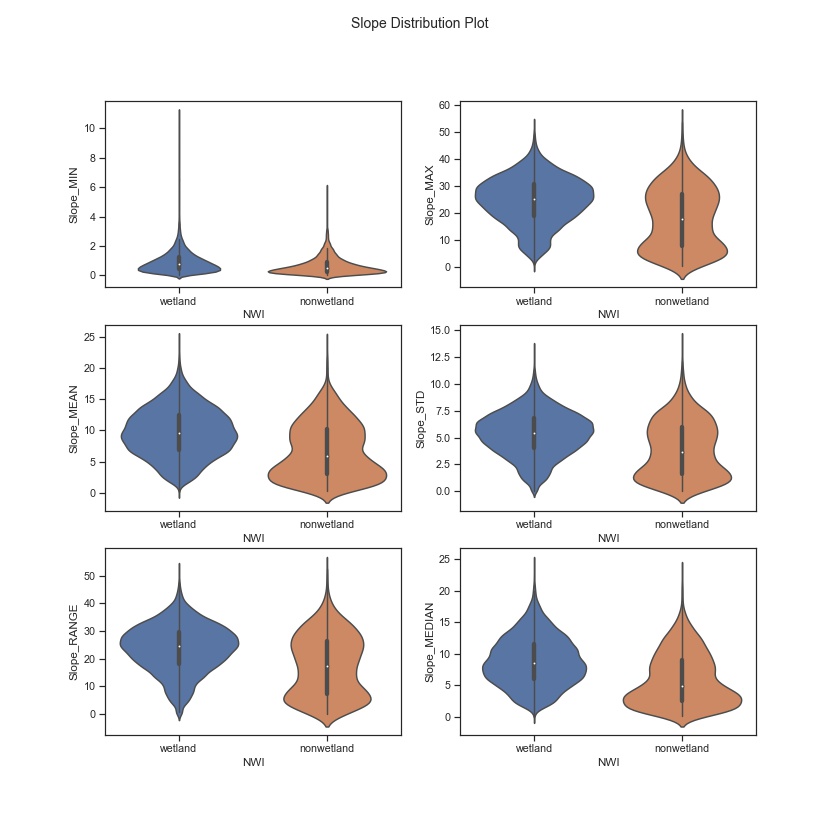 Slope Distribution Plot
Slope_MIN
10
8
6
4
2
0
wetland nonwetland
NWI
Slope_MAX
60
50
40
30
20
10
0
wetland nonwetland
NWI
Slope_MEAN
25
20
15
10
5
0
wetland nonwetland
NWI
Slope_STD
15.0
12.5
10.0
7.5
5.0
2.5
0.0
wetland nonwetland
NWI
Slope_RANGE
50
40
30
20
10
0
wetland nonwetland
NWI
Slope_MEDIAN
25
20
15
10
5
0
wetland nonwetland
NWI